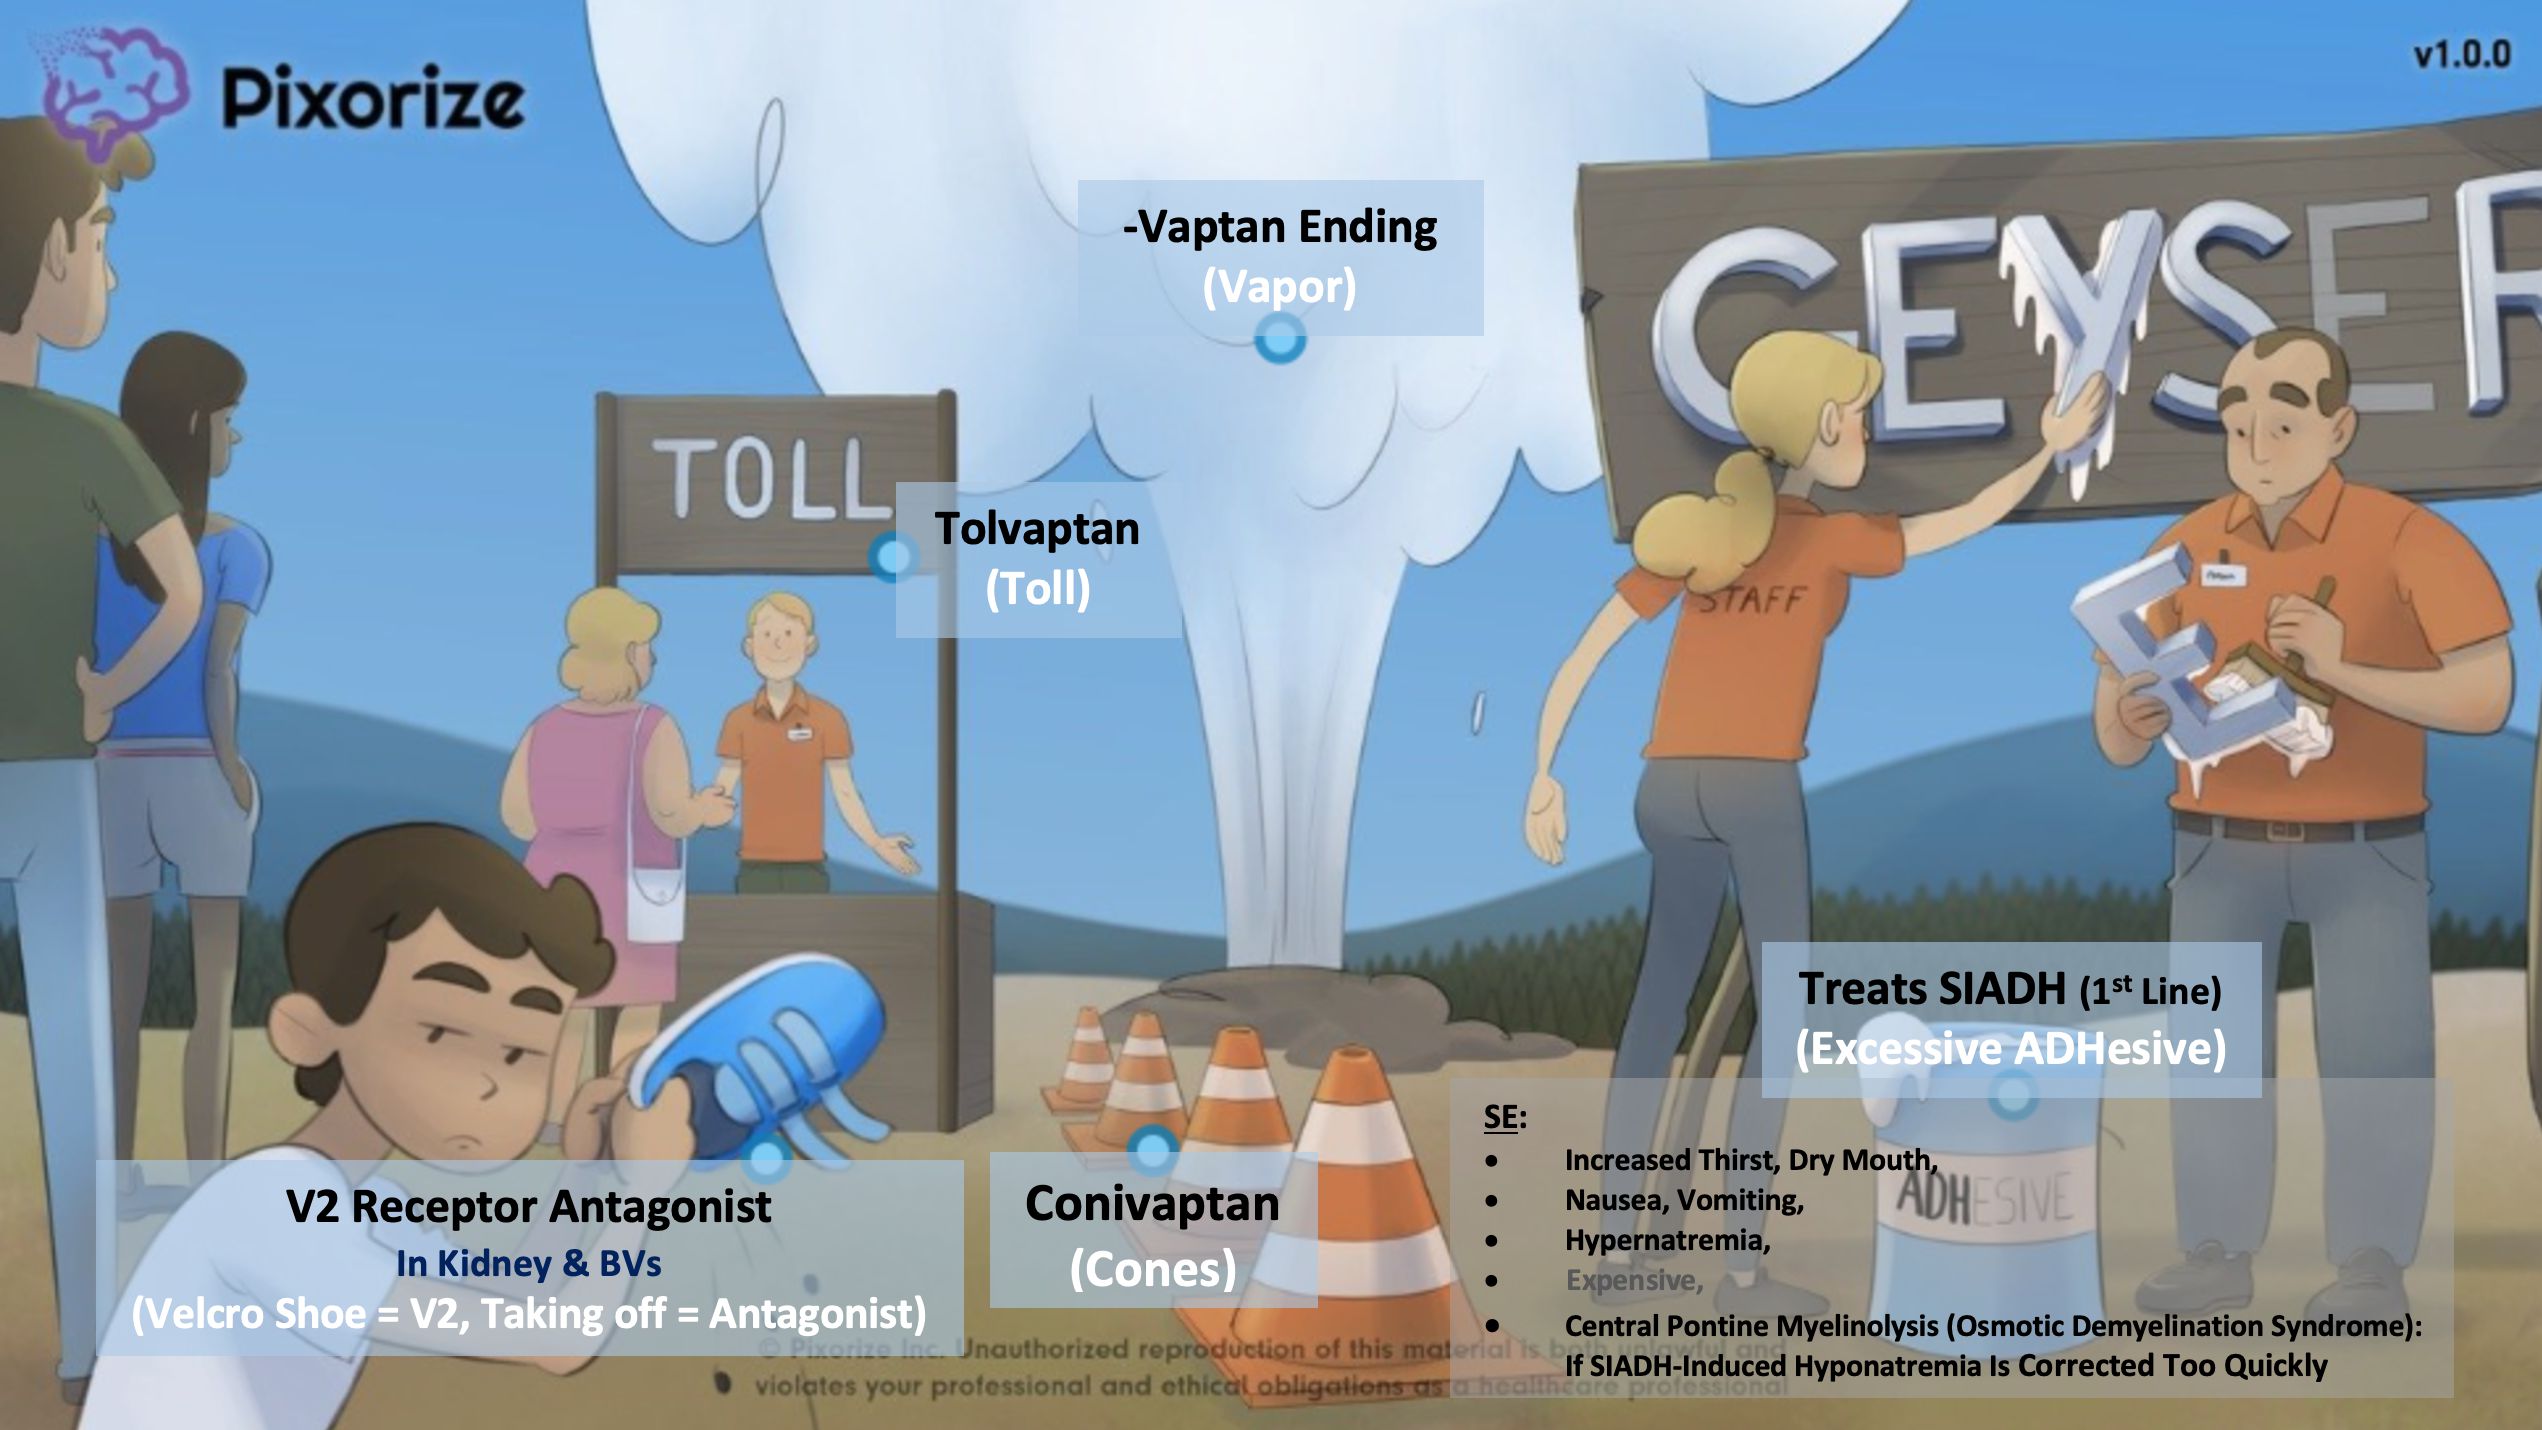 Pixorize
v1.0.0
-Vaptan Ending
(Vapor)
GEYSER
TOLL
Tolvaptan
(Toll)
STAFF
Treats SIADH (1st Line)
(Excessive ADHesive)
SE:
• Increased Thirst, Dry Mouth,
• Nausea, Vomiting,
• Hypernatremia,
• Expensive,
• Central Pontine Myelinolysis (Osmotic Demyelination Syndrome):
If SIADH-Induced Hyponatremia Is Corrected Too Quickly
ADHESIVE
V2 Receptor Antagonist
In Kidney & BVs
(Velcro Shoe = V2, Taking off = Antagonist)
Conivaptan
(Cones)
© Pixorize Inc. Unauthorized reproduction of this material is both unlawful and
violates your professional and ethical obligations as a healthcare professional